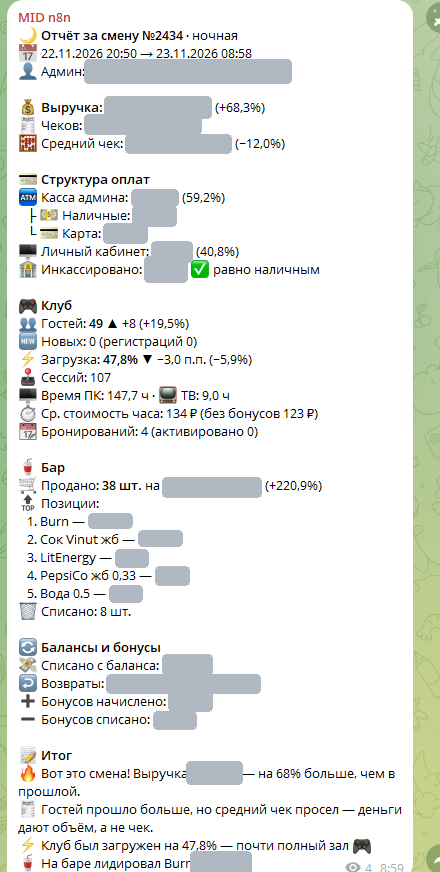 MID n8n
Отчёт за смену №2434 · ночная
22.11.2026 20:50 → 23.11.2026 08:58
Админ:
Выручка: (+68,3%)
Чеков:
Средний чек: (−12,0%)
Структура оплат
Касса админа: (59,2%)
├ Наличные:
└ Карта:
Личный кабинет: (40,8%)
Инкассировано: ✅ равно наличным
Клуб
Гостей: 49 ▲ +8 (+19,5%)
Новых: 0 (регистраций 0)
Загрузка: 47,8% ▼ −3,0 п.п. (−5,9%)
Сессий: 107
Время ПК: 147,7 ч · ТВ: 9,0 ч
Ср. стоимость часа: 134 ₽ (без бонусов 123 ₽)
Бронирований: 4 (активировано 0)
Бар
Продано: 38 шт. на (+220,9%)
Позиции:
1. Burn —
2. Сок Vinut жб —
3. LitEnergy —
4. PepsiCo жб 0,33 —
5. Вода 0.5 —
Списано: 8 шт.
Балансы и бонусы
Списано с баланса:
Возвраты:
Бонусов начислено:
Бонусов списано:
Итог
Вот это смена! Выручка — на 68% больше, чем в
прошлой.
Гостей прошло больше, но средний чек просел — деньги
дают объём, а не чек.
Клуб был загружен на 47,8% — почти полный зал
На баре лидировал Burn
4 8:59